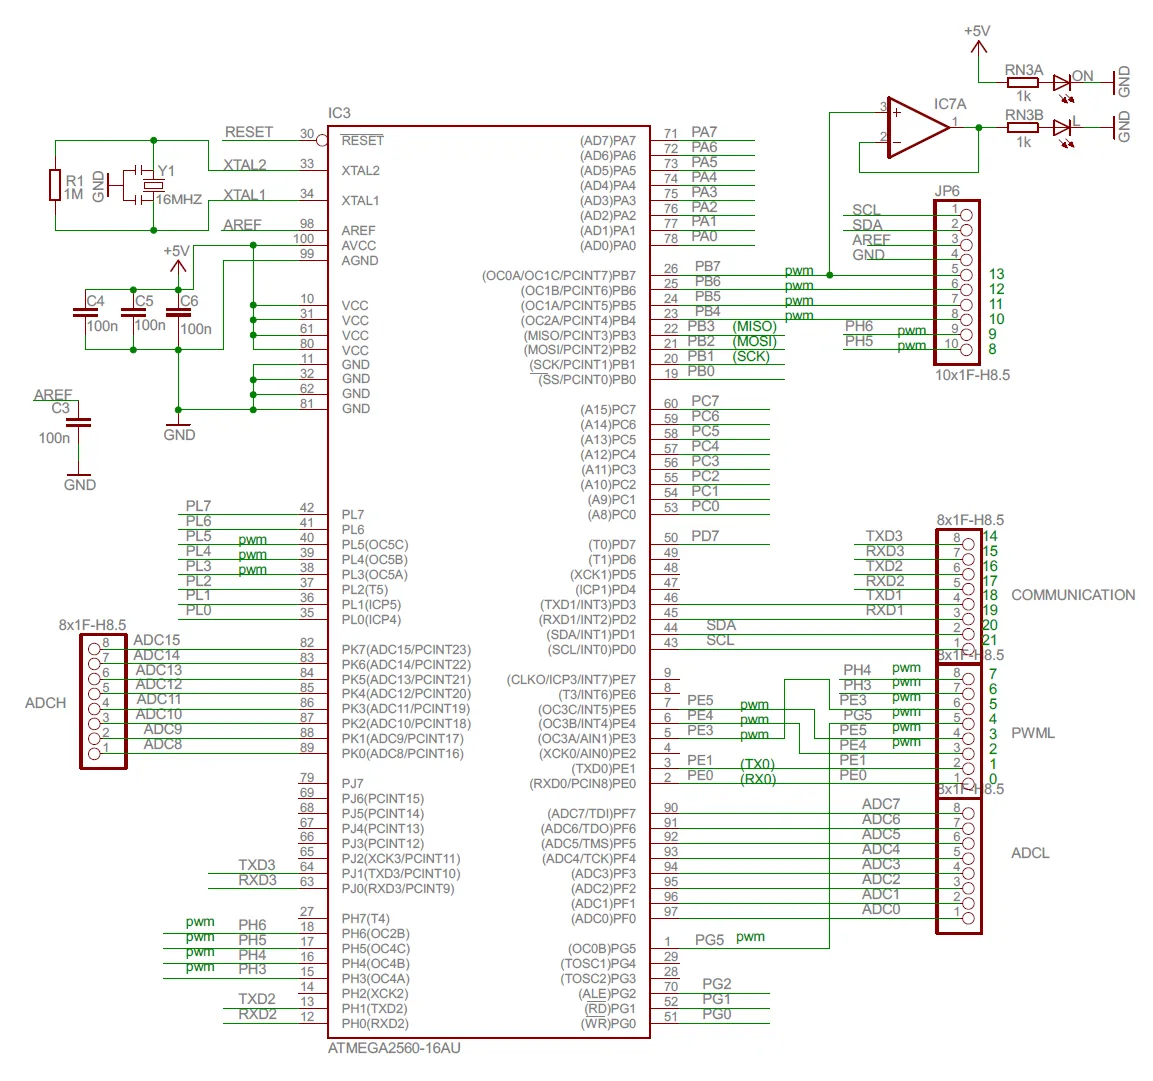 +5V
RN3A
ON
GND
1k
IC7A
3
+
1
2
-
RN3B
L
GND
1k
IC3
RESET
30
RESET
XTAL2
33
XTAL2
XTAL1
34
XTAL1
R1
1M
GND
Y1
16MHZ
AREF
98
AREF
100
AVCC
99
AGND
+5V
C4
100n
C5
100n
C6
100n
10
VCC
31
VCC
61
VCC
80
VCC
11
GND
32
GND
62
GND
81
GND
GND
AREF
C3
100n
GND
PL7
42
PL7
PL6
41
PL6
PL5
pwm
40
PL5(OC5C)
PL4
pwm
39
PL4(OC5B)
PL3
pwm
38
PL3(OC5A)
PL2
37
PL2(T5)
PL1
36
PL1(ICP5)
PL0
35
PL0(ICP4)
8x1F-H8.5
ADCH
8
ADC15
82
PK7(ADC15/PCINT23)
7
ADC14
83
PK6(ADC14/PCINT22)
6
ADC13
84
PK5(ADC13/PCINT21)
5
ADC12
85
PK4(ADC12/PCINT20)
4
ADC11
86
PK3(ADC11/PCINT19)
3
ADC10
87
PK2(ADC10/PCINT18)
2
ADC9
88
PK1(ADC9/PCINT17)
1
ADC8
89
PK0(ADC8/PCINT16)
79
PJ7
69
PJ6(PCINT15)
68
PJ5(PCINT14)
67
PJ4(PCINT13)
66
PJ3(PCINT12)
65
PJ2(XCK3/PCINT11)
TXD3
64
PJ1(TXD3/PCINT10)
RXD3
63
PJ0(RXD3/PCINT9)
27
PH7(T4)
pwm
PH6
18
PH6(OC2B)
pwm
PH5
17
PH5(OC4C)
pwm
PH4
16
PH4(OC4B)
pwm
PH3
15
PH3(OC4A)
14
PH2(XCK2)
TXD2
13
PH1(TXD2)
RXD2
12
PH0(RXD2)
ATMEGA2560-16AU
(AD7)PA7
71
PA7
(AD6)PA6
72
PA6
(AD5)PA5
73
PA5
(AD4)PA4
74
PA4
(AD3)PA3
75
PA3
(AD2)PA2
76
PA2
(AD1)PA1
77
PA1
(AD0)PA0
78
PA0
(OC0A/OC1C/PCINT7)PB7
26
PB7
pwm
(OC1B/PCINT6)PB6
25
PB6
pwm
(OC1A/PCINT5)PB5
24
PB5
pwm
(OC2A/PCINT4)PB4
23
PB4
pwm
(MISO/PCINT3)PB3
22
PB3
(MISO)
(MOSI/PCINT2)PB2
21
PB2
(MOSI)
(SCK/PCINT1)PB1
20
PB1
(SCK)
(SS/PCINT0)PB0
19
PB0
(A15)PC7
60
PC7
(A14)PC6
59
PC6
(A13)PC5
58
PC5
(A12)PC4
57
PC4
(A11)PC3
56
PC3
(A10)PC2
55
PC2
(A9)PC1
54
PC1
(A8)PC0
53
PC0
(T0)PD7
50
PD7
(T1)PD6
49
(XCK1)PD5
48
(ICP1)PD4
47
(TXD1/INT3)PD3
46
(RXD1/INT2)PD2
45
(SDA/INT1)PD1
44
SDA
(SCL/INT0)PD0
43
SCL
(CLKO/ICP3/INT7)PE7
9
(T3/INT6)PE6
8
(OC3C/INT5)PE5
7
PE5
pwm
(OC3B/INT4)PE4
6
PE4
pwm
(OC3A/AIN1)PE3
5
PE3
pwm
(XCK0/AIN0)PE2
4
(TXD0)PE1
3
PE1
(TX0)
(RXD0/PCIN8)PE0
2
PE0
(RX0)
(ADC7/TDI)PF7
90
(ADC6/TDO)PF6
91
(ADC5/TMS)PF5
92
(ADC4/TCK)PF4
93
(ADC3)PF3
94
(ADC2)PF2
95
(ADC1)PF1
96
(ADC0)PF0
97
(OC0B)PG5
1
PG5
pwm
(TOSC1)PG4
29
(TOSC2)PG3
28
(ALE)PG2
70
PG2
(RD)PG1
52
PG1
(WR)PG0
51
PG0
JP6
SCL
1
SDA
2
AREF
3
GND
4
5
13
6
12
7
11
8
10
PH6
pwm
9
9
PH5
pwm
10
8
10x1F-H8.5
8x1F-H8.5
TXD3
8
14
RXD3
7
15
TXD2
6
16
RXD2
5
17
TXD1
4
18
RXD1
3
19
2
20
1
21
COMMUNICATION
8x1F-H8.5
PH4
pwm
8
7
PH3
pwm
7
6
PE3
pwm
6
5
PG5
pwm
5
4
PE5
pwm
4
3
PE4
pwm
3
2
PE1
2
1
PE0
1
0
PWML
8x1F-H8.5
ADC7
8
ADC6
7
ADC5
6
ADC4
5
ADC3
4
ADC2
3
ADC1
2
ADC0
1
ADCL